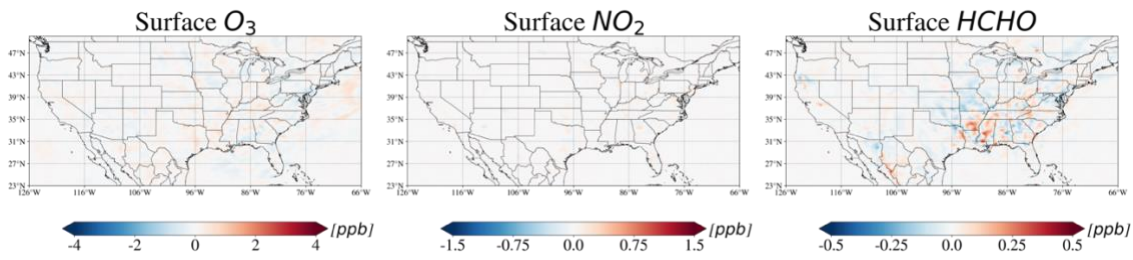 Surface O3 Surface NO2 Surface HCHO
47°N 47°N 47°N
43°N 43°N 43°N
39°N 39°N 39°N
35°N 35°N 35°N
31°N 31°N 31°N
27°N 27°N 27°N
23°N 23°N 23°N
126°W 116°W 106°W 96°W 86°W 76°W 66°W 126°W 116°W 106°W 96°W 86°W 76°W 66°W 126°W 116°W 106°W 96°W 86°W 76°W 66°W
[ppb] [ppb] [ppb]
-4 -2 0 2 4 -1.5 -0.75 0.0 0.75 1.5 -0.5 -0.25 0.0 0.25 0.5